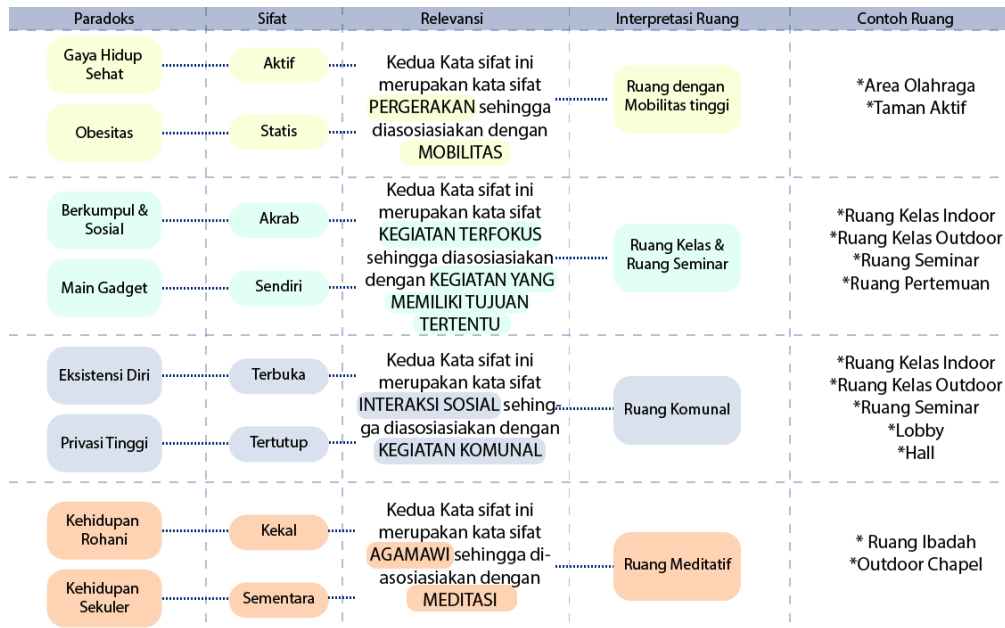 Paradoks Sifat Relevansi Interpretasi Ruang Contoh Ruang
Gaya Hidup
Sehat
Aktif
Obesitas
Statis
Kedua Kata sifat ini
merupakan kata sifat
PERGERAKAN sehingga
diasosiasiakan dengan
MOBILITAS
Ruang dengan
Mobilitas tinggi
*Area Olahraga
*Taman Aktif
Berkumpul &
Sosial
Akrab
Main Gadget
Sendiri
Kedua Kata sifat ini
merupakan kata sifat
KEGIATAN TERFOKUS
sehingga diasosiasiakan
dengan KEGIATAN YANG
MEMILIKI TUJUAN
TERTENTU
Ruang Kelas &
Ruang Seminar
*Ruang Kelas Indoor
*Ruang Kelas Outdoor
*Ruang Seminar
*Ruang Pertemuan
Eksistensi Diri
Terbuka
Privasi Tinggi
Tertutup
Kedua Kata sifat ini
merupakan kata sifat
INTERAKSI SOSIAL sehing-
ga diasosiasiakan dengan
KEGIATAN KOMUNAL
Ruang Komunal
*Ruang Kelas Indoor
*Ruang Kelas Outdoor
*Ruang Seminar
*Lobby
*Hall
Kehidupan
Rohani
Kekal
Kehidupan
Sekuler
Sementara
Kedua Kata sifat ini
merupakan kata sifat
AGAMAWI sehingga di-
asosiasiakan dengan
MEDITASI
Ruang Meditatif
* Ruang Ibadah
*Outdoor Chapel